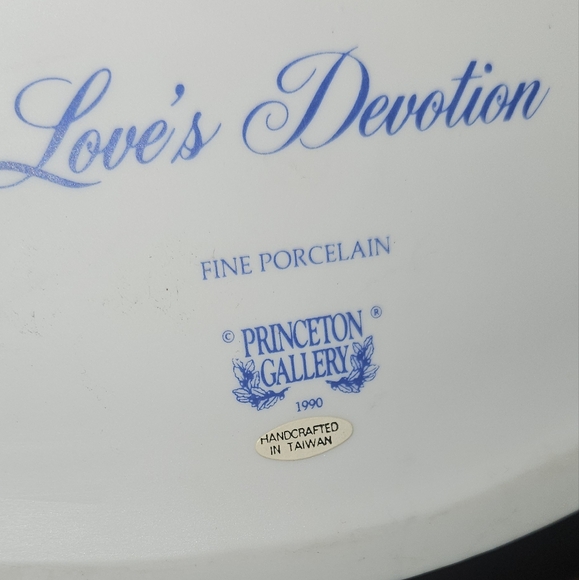 Love's Devotion
FINE PORCELAIN
© PRINCETON ®
GALLERY
1990
HANDCRAFTED
IN TAIWAN